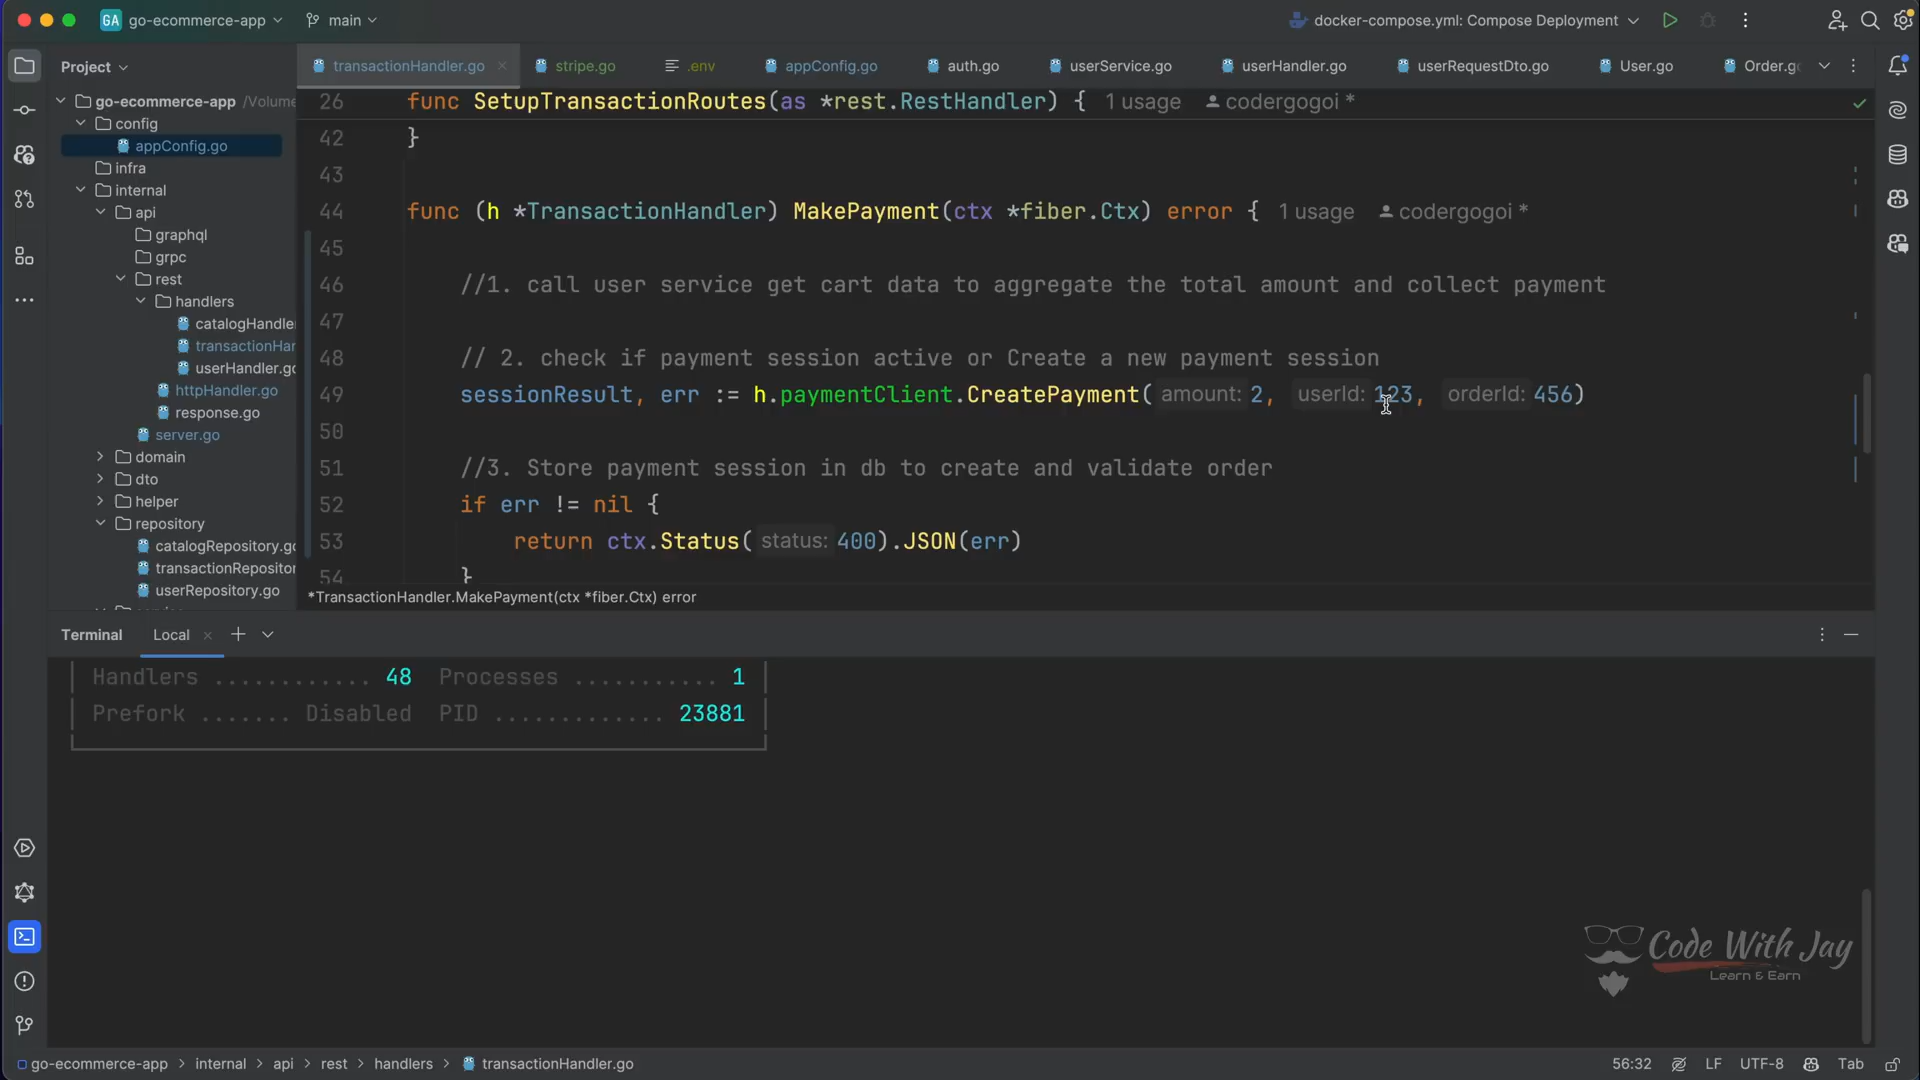 GA go-ecommerce-app main docker-compose.yml: Compose Deployment
Project
transactionHandler.go stripe.go .env appConfig.go auth.go userService.go userHandler.go userRequestDto.go User.go Order.go
go-ecommerce-app /Volume
config
appConfig.go
infra
internal
api
graphql
grpc
rest
handlers
catalogHandle
transactionHar
userHandler.go
httpHandler.go
response.go
server.go
domain
dto
helper
repository
catalogRepository.go
transactionRepositor
userRepository.go
26 func SetupTransactionRoutes(as *rest.RestHandler) { 1 usage codergogoi *
42 }
43
44 func (h *TransactionHandler) MakePayment(ctx *fiber.Ctx) error { 1 usage codergogoi *
45
46 //1. call user service get cart data to aggregate the total amount and collect payment
47
48 // 2. check if payment session active or Create a new payment session
49 sessionResult, err := h.paymentClient.CreatePayment( amount: 2, userId: 123, orderId: 456)
50
51 //3. Store payment session in db to create and validate order
52 if err != nil {
53 return ctx.Status( status: 400).JSON(err)
54 }
*TransactionHandler.MakePayment(ctx *fiber.Ctx) error
Terminal Local
Handlers ............ 48 Processes ........... 1
Prefork ....... Disabled PID ............. 23881
Code With Jay
Learn & Earn
go-ecommerce-app > internal > api > rest > handlers > transactionHandler.go 56:32 LF UTF-8 Tab